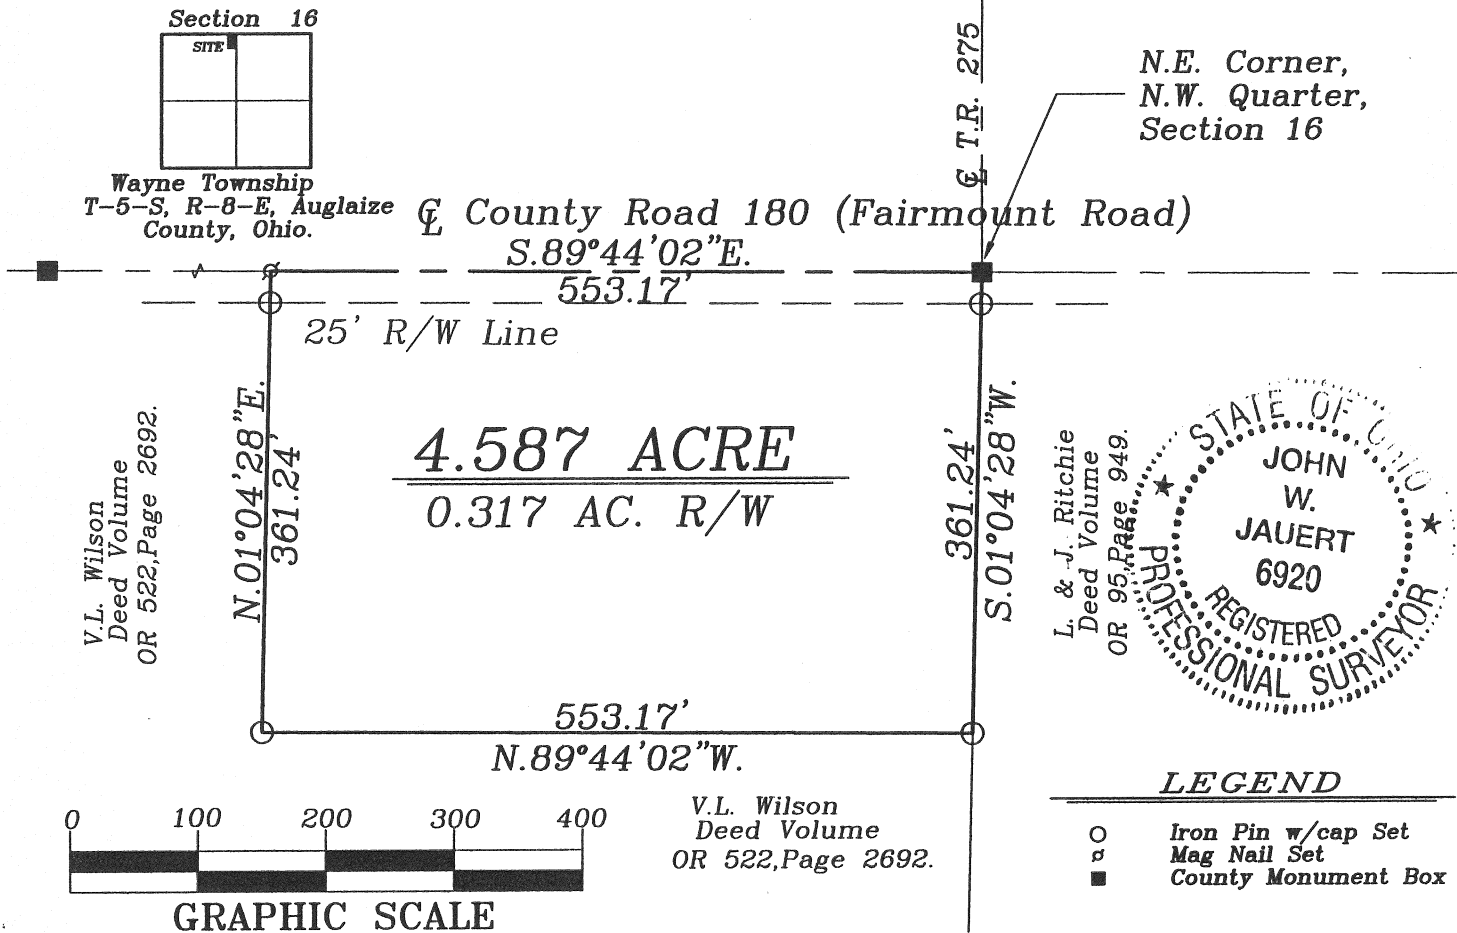 Section 16
SITE
Wayne Township
T-5-S, R-8-E, Auglaize
County, Ohio.
℄ T.R. 275
N.E. Corner,
N.W. Quarter,
Section 16
℄ County Road 180 (Fairmount Road)
S.89°44'02"E.
553.17'
25' R/W Line
N.01°04'28"E.
361.24'
4.587 ACRE
0.317 AC. R/W
361.24'
S.01°04'28"W.
V.L. Wilson
Deed Volume
OR 522,Page 2692.
L. & J. Ritchie
Deed Volume
OR 95,Page 949.
STATE OF OHIO
JOHN
W.
JAUERT
6920
REGISTERED
PROFESSIONAL SURVEYOR
553.17'
N.89°44'02"W.
0 100 200 300 400
GRAPHIC SCALE
V.L. Wilson
Deed Volume
OR 522,Page 2692.
LEGEND
Iron Pin w/cap Set
Mag Nail Set
County Monument Box